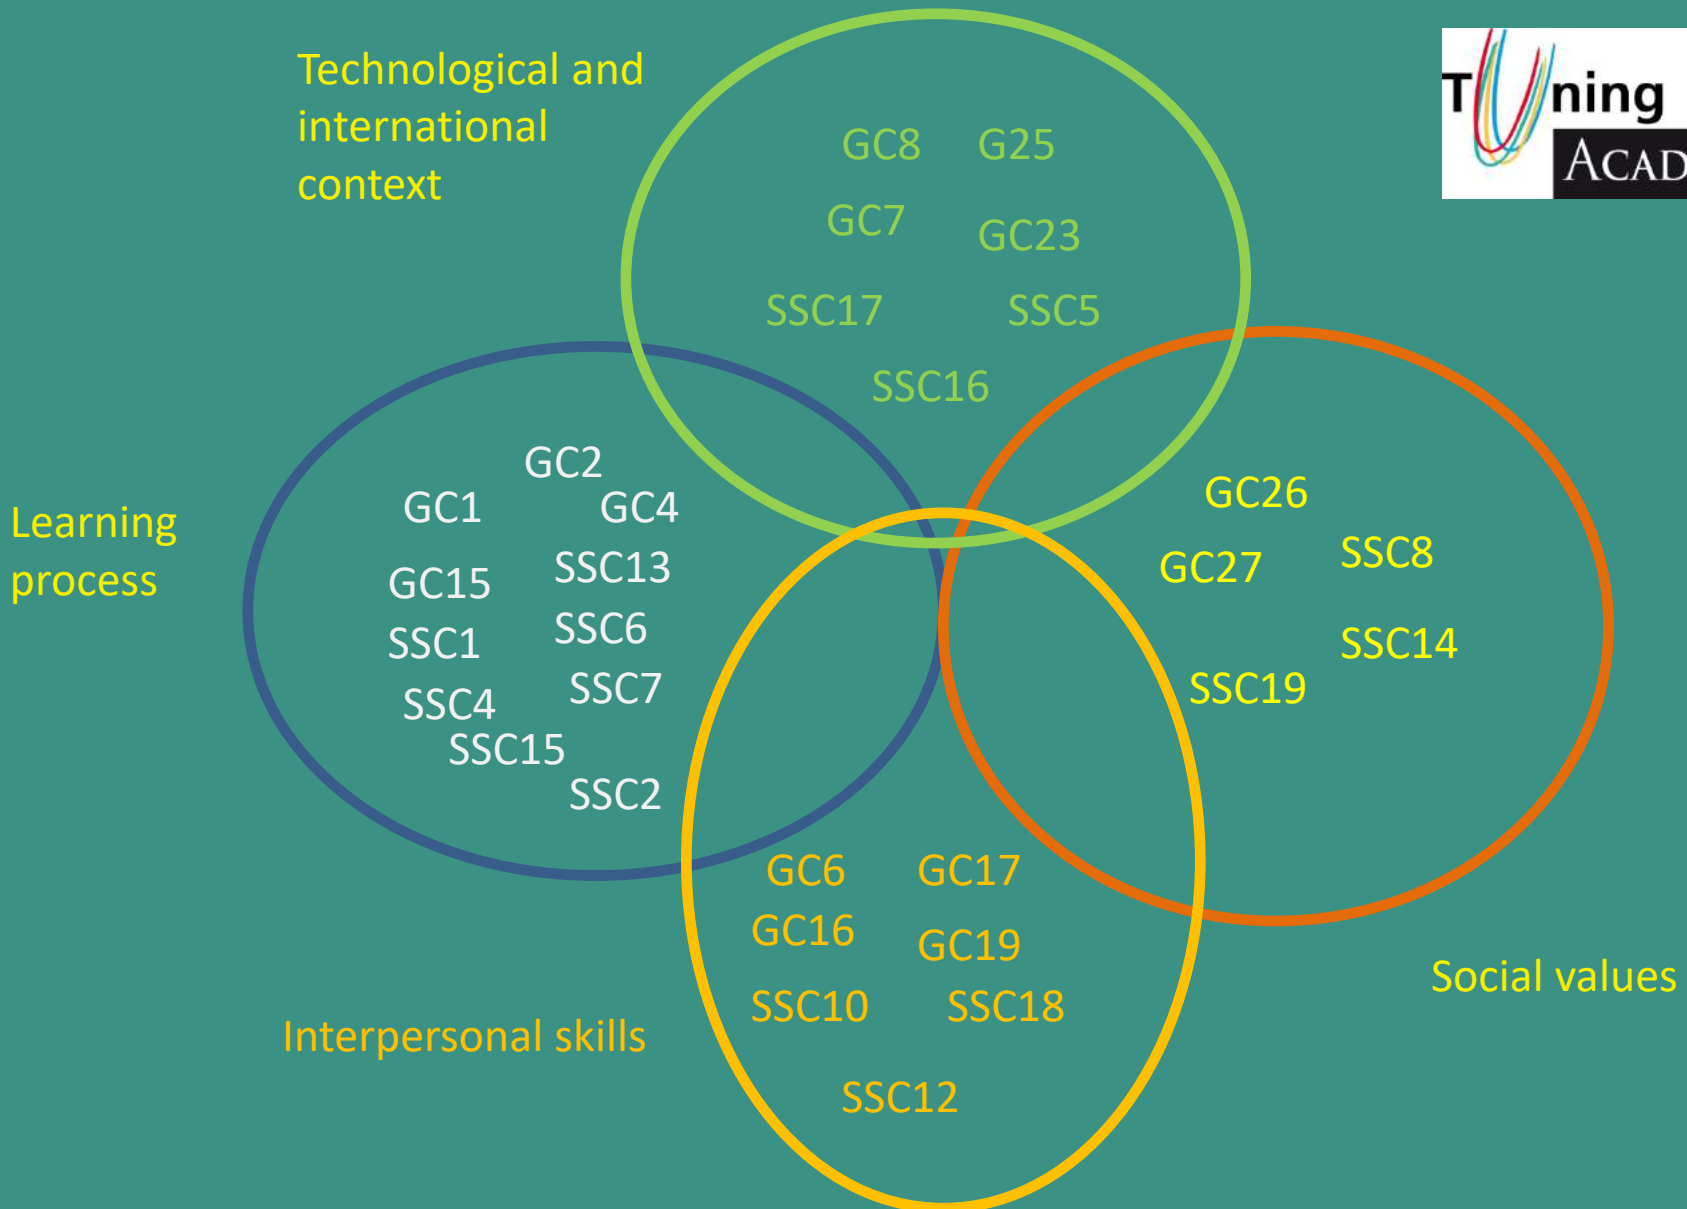 Technological and
international
context
Tuning
ACAD
GC8 G25
GC7 GC23
SSC17 SSC5
SSC16
Learning
process
GC2
GC1 GC4
GC15 SSC13
SSC1 SSC6
SSC4 SSC7
SSC15
SSC2
GC26
GC27 SSC8
SSC14
SSC19
Social values
GC6 GC17
GC16 GC19
SSC10 SSC18
SSC12
Interpersonal skills